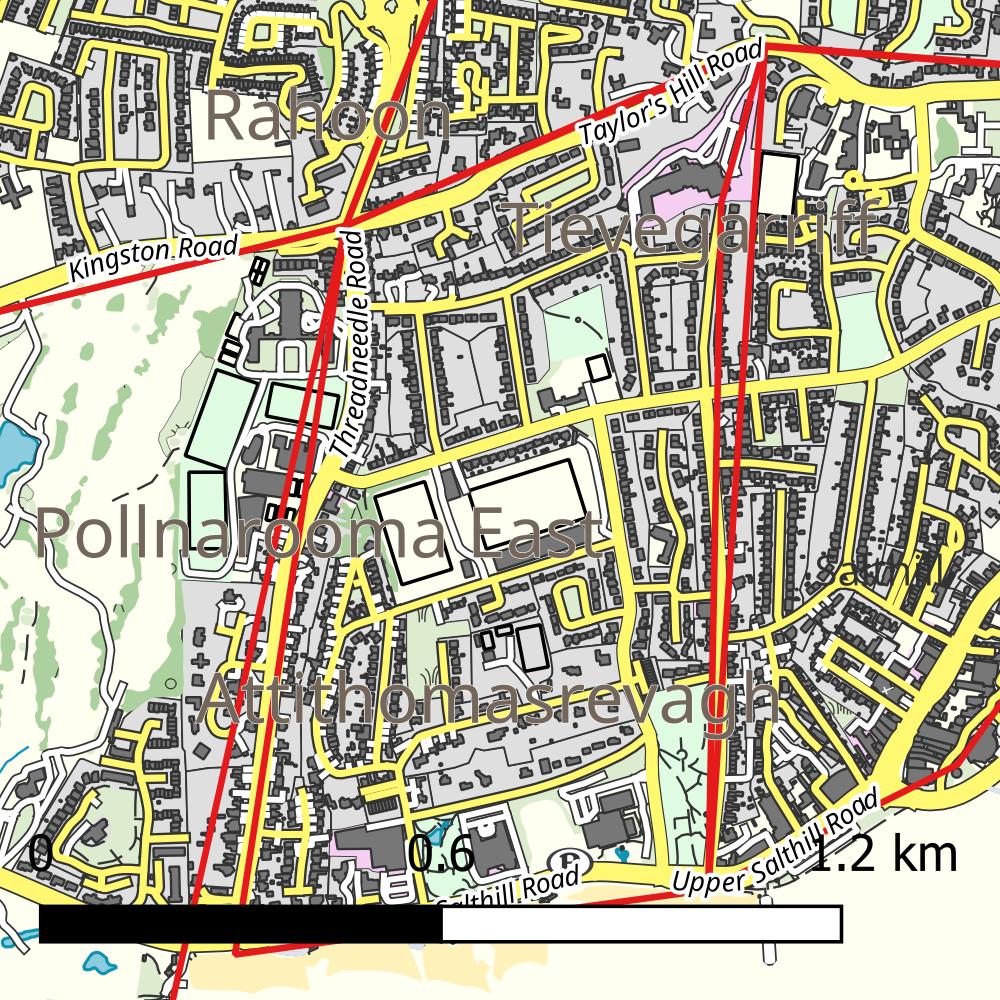 Taylor's Hill Road
Rahoon
Tievegarriff
Kingston Road
Threadneedle Road
Pollnarooma East
Salthill
Attithomasrevagh
Upper Salthill Road
0
0.6
1.2 km
P
Salthill Road